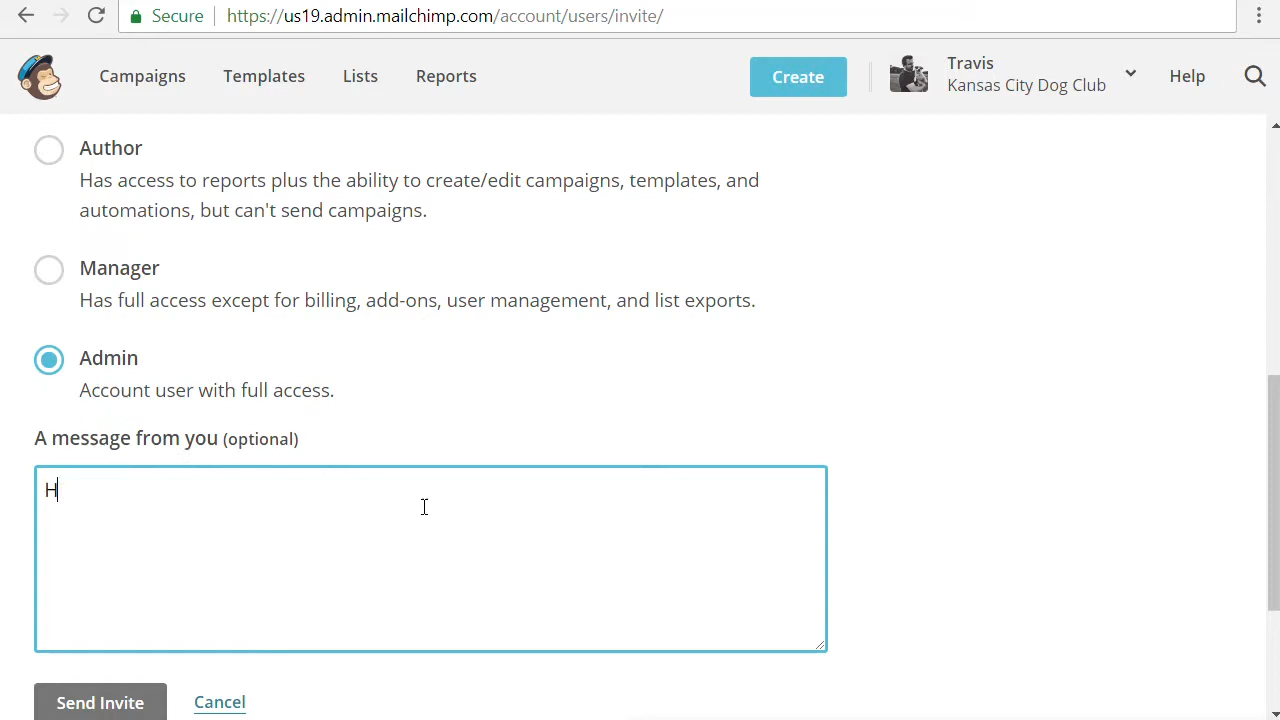 Secure https://us19.admin.mailchimp.com/account/users/invite/
Campaigns Templates Lists Reports Create Travis Help
Kansas City Dog Club
Author
Has access to reports plus the ability to create/edit campaigns, templates, and
automations, but can't send campaigns.
Manager
Has full access except for billing, add-ons, user management, and list exports.
Admin
Account user with full access.
A message from you (optional)
H
Send Invite Cancel